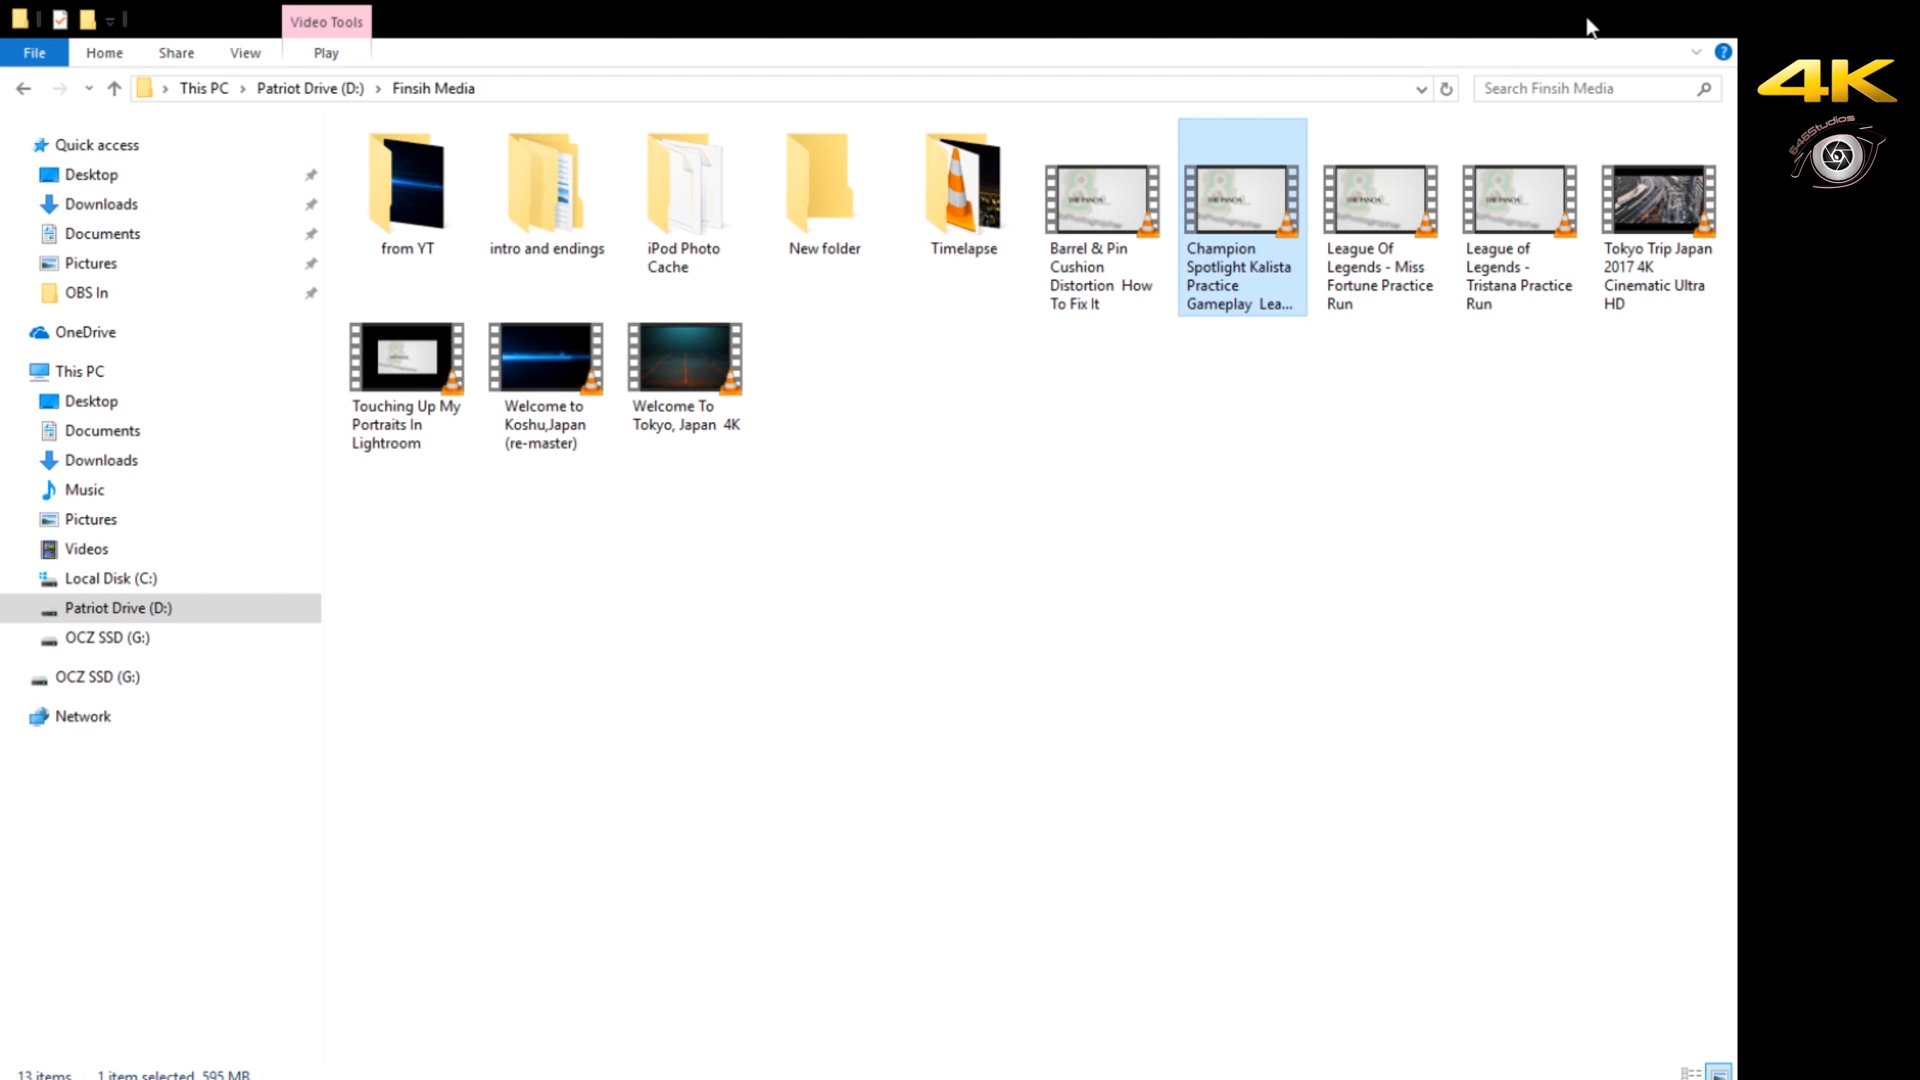 Video Tools
File Home Share View Play
This PC Patriot Drive (D:) Finsih Media
Search Finsih Media
4K
646Studios
Quick access
Desktop
Downloads
Documents
Pictures
OBS In
OneDrive
This PC
Desktop
Documents
Downloads
Music
Pictures
Videos
Local Disk (C:)
Patriot Drive (D:)
OCZ SSD (G:)
OCZ SSD (G:)
Network
from YT
intro and endings
iPod Photo
Cache
New folder
Timelapse
Barrel & Pin
Cushion
Distortion How
To Fix It
Champion
Spotlight Kalista
Practice
Gameplay Lea...
League Of
Legends - Miss
Fortune Practice
Run
League of
Legends -
Tristana Practice
Run
Tokyo Trip Japan
2017 4K
Cinematic Ultra
HD
Touching Up My
Portraits In
Lightroom
Welcome to
Koshu,Japan
(re-master)
Welcome To
Tokyo, Japan 4K
13 items 1 item selected 595 MB